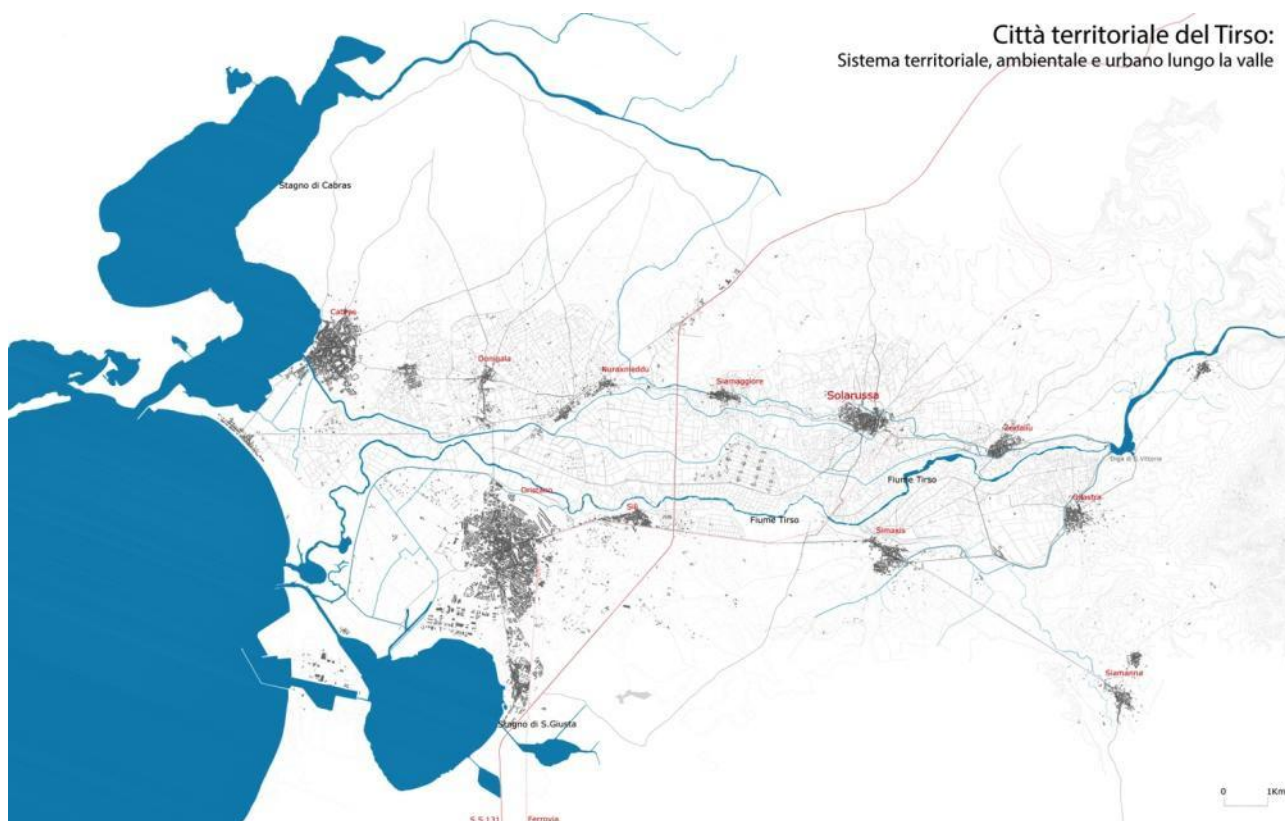 Città territoriale del Tirso:
Sistema territoriale, ambientale e urbano lungo la valle
Stagno di Cabras
Cabras
Donigala
Nuraxineddu
Siamaggiore
Solarussa
Zerfaliu
Diga di S.Vittoria
Fiume Tirso
Oristano
Ollastra
Silì
Fiume Tirso
Simaxis
Siamanna
Stagno di S.Giusta
0 1Km
S.S.131 Ferrovia